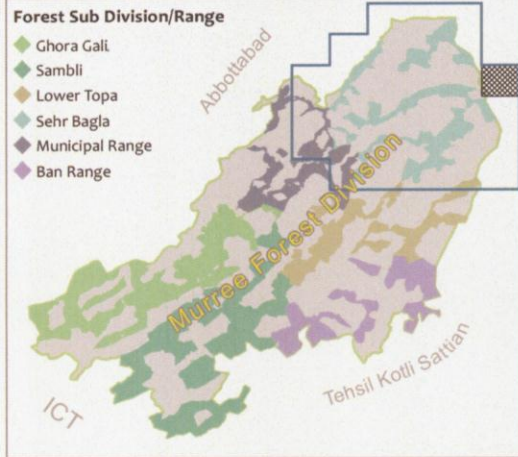 Forest Sub Division/Range
Ghora Gali
Sambli
Lower Topa
Sehr Bagla
Municipal Range
Ban Range
Abbottabad
Murree Forest Division
Tehsil Kotli Sattian
ICT